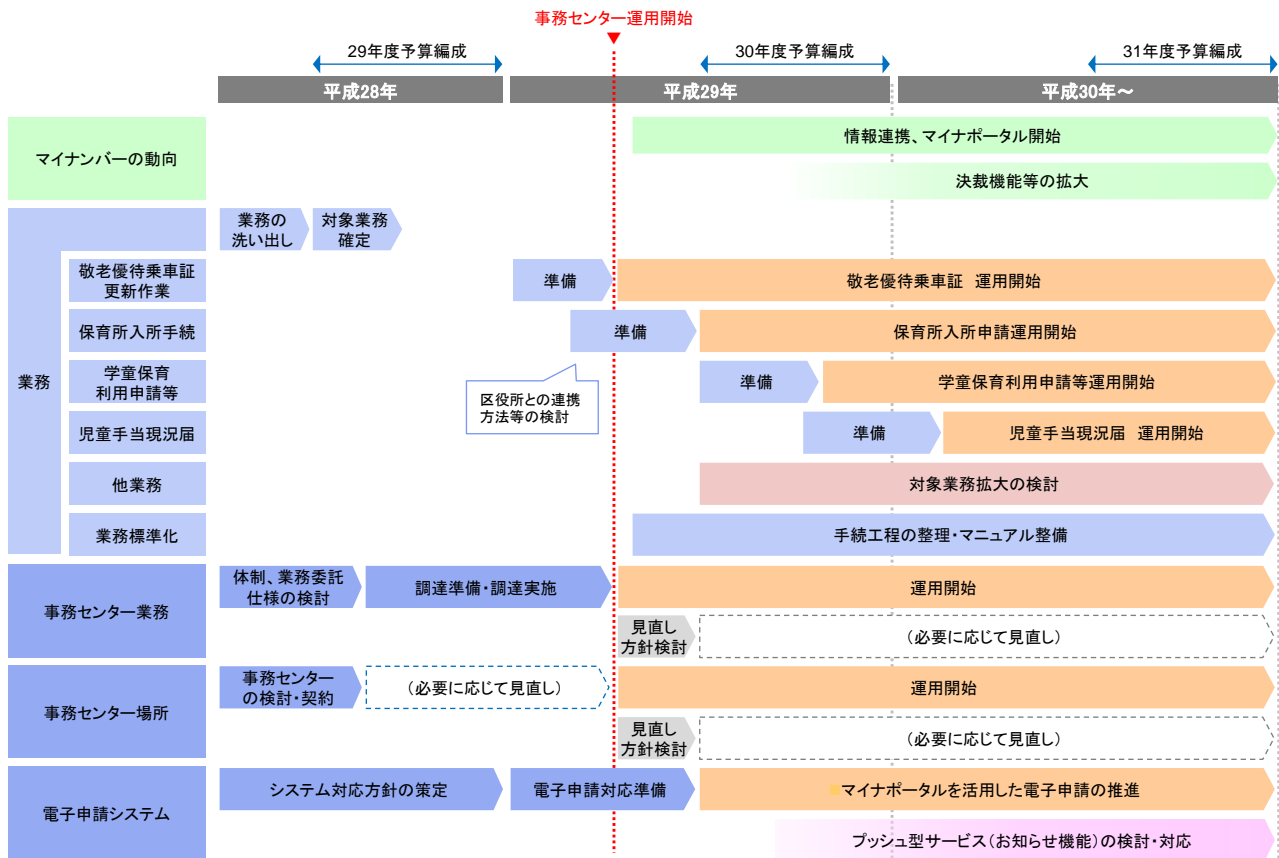 事務センター運用開始
29年度予算編成
30年度予算編成
31年度予算編成
平成28年
平成29年
平成30年～
マイナンバーの動向
情報連携、マイナポータル開始
決裁機能等の拡大
業務
業務の
洗い出し
対象業務
確定
敬老優待乗車証
更新作業
準備
敬老優待乗車証 運用開始
保育所入所手続
準備
保育所入所申請運用開始
区役所との連携
方法等の検討
学童保育
利用申請等
準備
学童保育利用申請等運用開始
児童手当現況届
準備
児童手当現況届 運用開始
他業務
対象業務拡大の検討
業務標準化
手続工程の整理・マニュアル整備
事務センター業務
体制、業務委託
仕様の検討
調達準備・調達実施
運用開始
見直し
方針検討
（必要に応じて見直し）
事務センター場所
事務センター
の検討・契約
（必要に応じて見直し）
運用開始
見直し
方針検討
（必要に応じて見直し）
電子申請システム
システム対応方針の策定
電子申請対応準備
マイナポータルを活用した電子申請の推進
プッシュ型サービス（お知らせ機能）の検討・対応